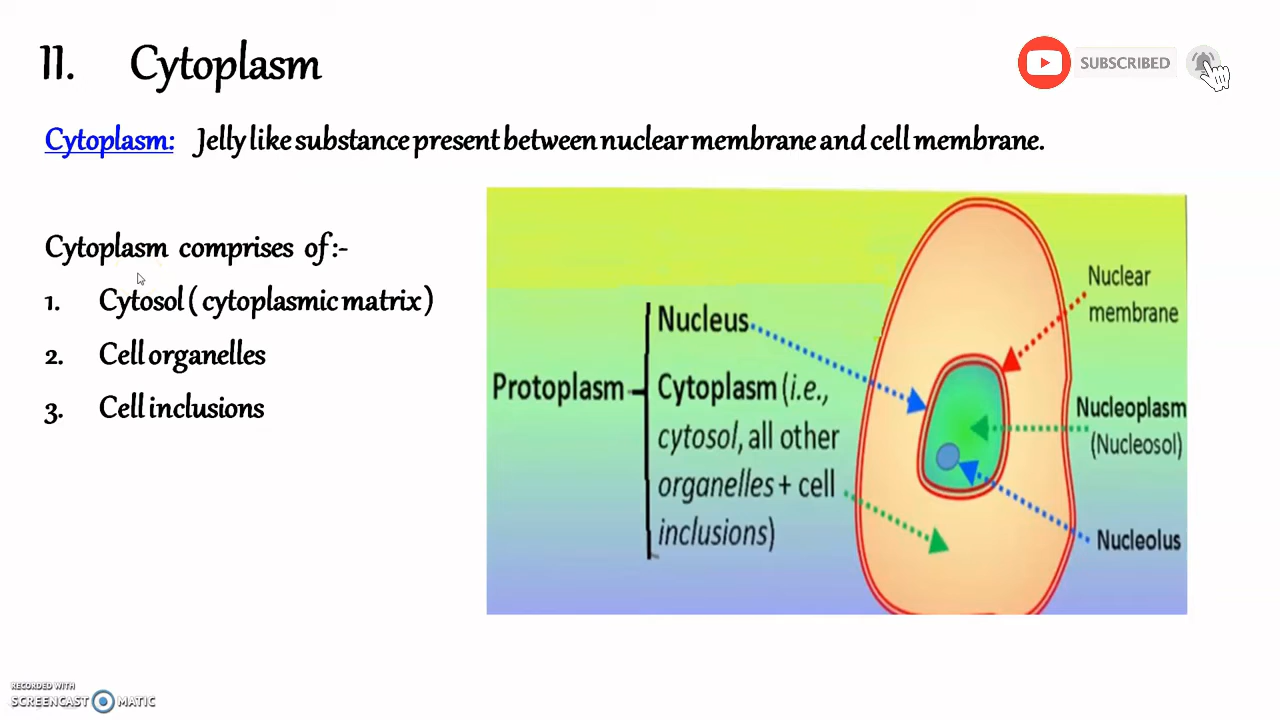 II. Cytoplasm
SUBSCRIBED
Cytoplasm: Jelly like substance present between nuclear membrane and cell membrane.
Cytoplasm comprises of :-
1. Cytosol ( cytoplasmic matrix )
2. Cell organelles
3. Cell inclusions
Protoplasm
Nucleus
Cytoplasm (i.e.,
cytosol, all other
organelles + cell
inclusions)
Nuclear
membrane
Nucleoplasm
(Nucleosol)
Nucleolus
RECORDED WITH
SCREENCAST MATIC